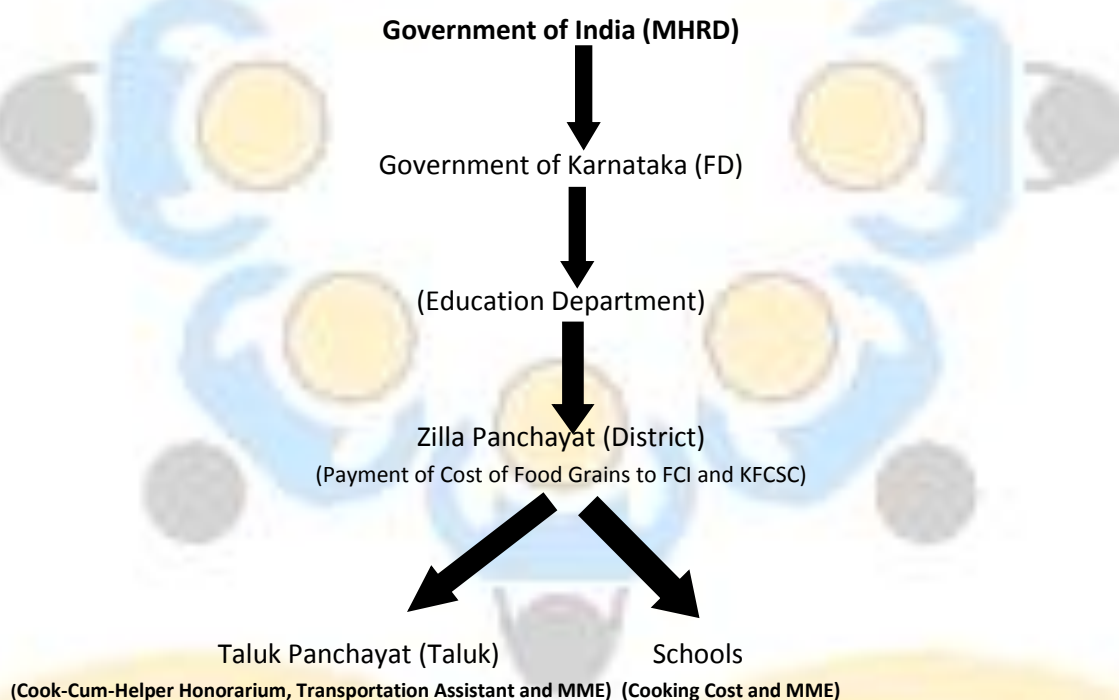 Government of India (MHRD)
Government of Karnataka (FD)
(Education Department)
Zilla Panchayat (District)
(Payment of Cost of Food Grains to FCI and KFCSC)
Taluk Panchayat (Taluk) Schools
(Cook-Cum-Helper Honorarium, Transportation Assistant and MME) (Cooking Cost and MME)